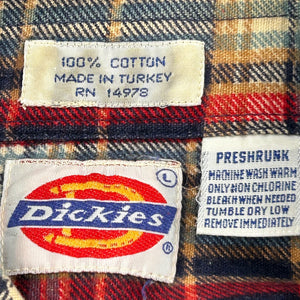 100% COTTON
MADE IN TURKEY
RN 14978
L
Dickies
®
PRESHRUNK
MACHINE WASH WARM
ONLY NON CHLORINE
BLEACH WHEN NEEDED
TUMBLE DRY LOW
REMOVE IMMEDIATELY